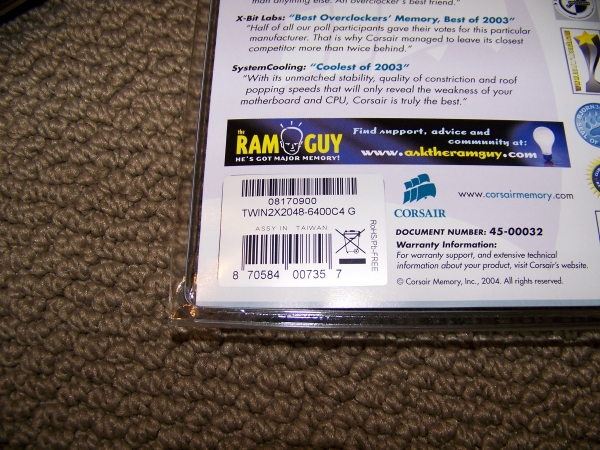 than anything else. An overclocker's best friend."
X-Bit Labs: "Best Overclockers' Memory, Best of 2003"
"Half of all our poll participants gave their votes for this particular
manufacturer. That is why Corsair managed to leave its closest
competitor more than twice behind."
SystemCooling: "Coolest of 2003"
"With its unmatched stability, quality of constriction and roof
popping speeds that will only reveal the weakness of your
motherboard and CPU, Corsair is truly the best."
the
RAM GUY
HE'S GOT MAJOR MEMORY!
Find support, advice and
community at:
www.asktheramguy.com
08170900
TWIN2X2048-6400C4 G
ASSY IN TAIWAN
RoHS/Pb-FREE
8 70584 00735 7
CORSAIR
www.corsairmemory.com
DOCUMENT NUMBER: 45-00032
Warranty Information:
For warranty support, and extensive technical
information about your product, visit Corsair's website.
© Corsair Memory, Inc., 2004. All rights reserved.